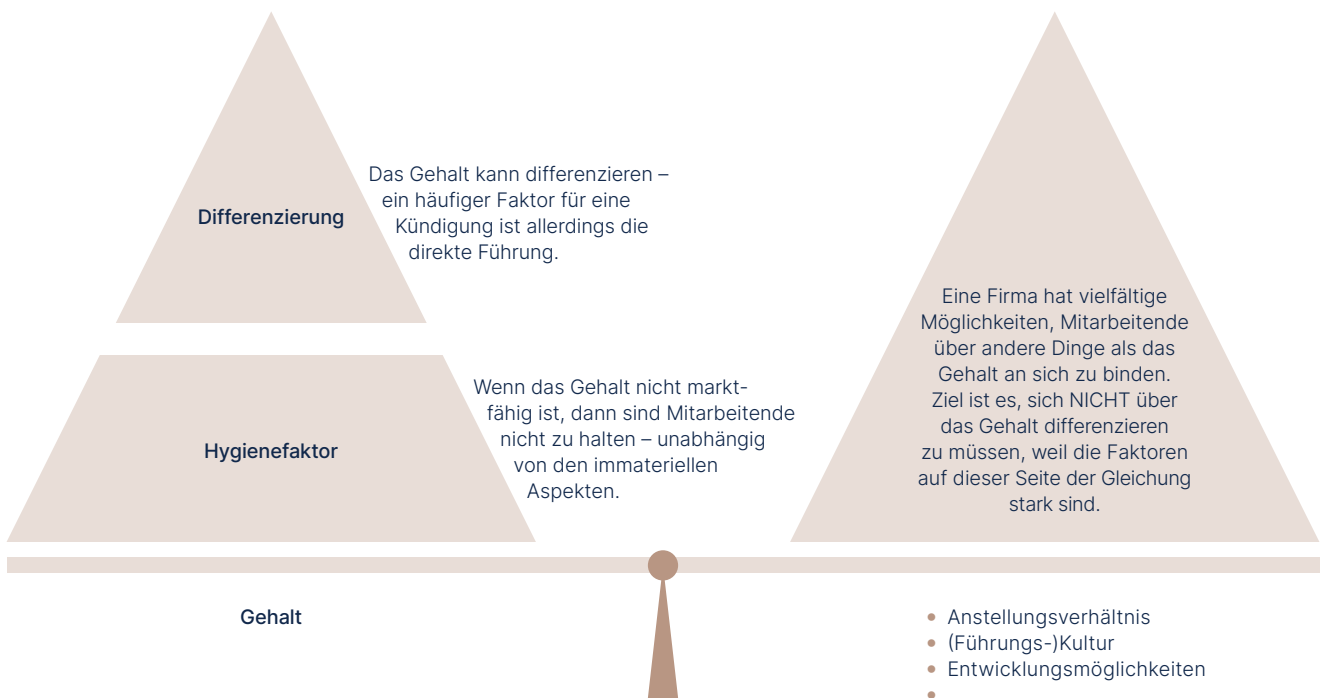 Differenzierung
Das Gehalt kann differenzieren –
ein häufiger Faktor für eine
Kündigung ist allerdings die
direkte Führung.
Hygienefaktor
Wenn das Gehalt nicht markt-
fähig ist, dann sind Mitarbeitende
nicht zu halten – unabhängig
von den immateriellen
Aspekten.
Eine Firma hat vielfältige
Möglichkeiten, Mitarbeitende
über andere Dinge als das
Gehalt an sich zu binden.
Ziel ist es, sich NICHT über
das Gehalt differenzieren
zu müssen, weil die Faktoren
auf dieser Seite der Gleichung
stark sind.
Gehalt
• Anstellungsverhältnis
• (Führungs-)Kultur
• Entwicklungsmöglichkeiten
•